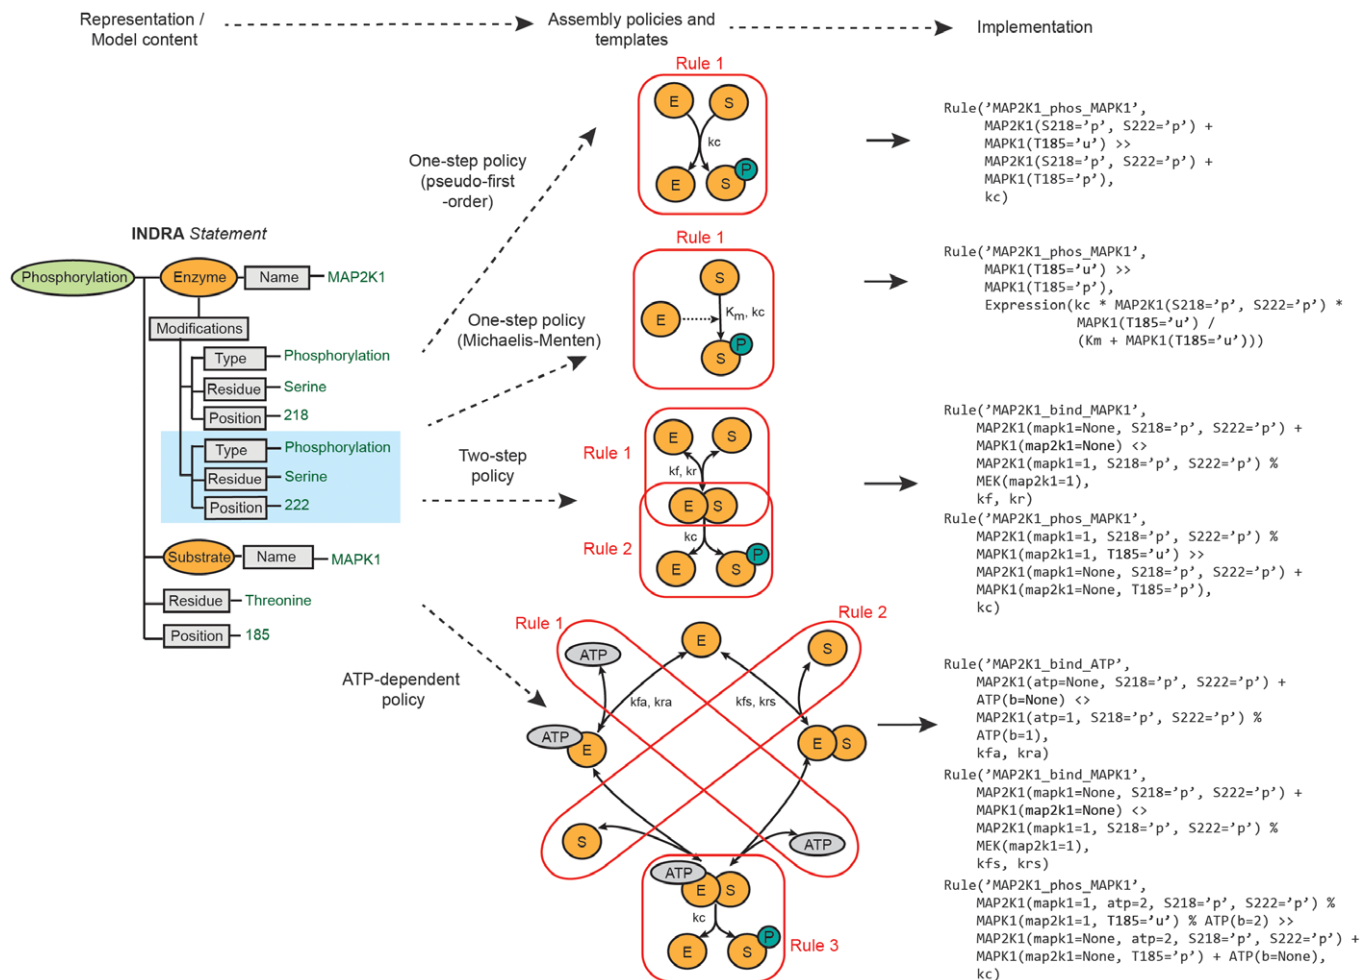 Representation /
Model content
Assembly policies and
templates
Implementation
INDRA Statement
Phosphorylation
Enzyme
Name
MAP2K1
Modifications
Type
Phosphorylation
Residue
Serine
Position
218
Type
Phosphorylation
Residue
Serine
Position
222
Substrate
Name
MAPK1
Residue
Threonine
Position
185
One-step policy
(pseudo-first
-order)
Rule 1
E
S
kc
E
S
P
Rule('MAP2K1_phos_MAPK1',
MAP2K1(S218='p', S222='p') +
MAPK1(T185='u') >>
MAP2K1(S218='p', S222='p') +
MAPK1(T185='p'),
kc)
One-step policy
(Michaelis-Menten)
Rule 1
S
E
Km, kc
S
P
Rule('MAP2K1_phos_MAPK1',
MAPK1(T185='u') >>
MAPK1(T185='p'),
Expression(kc * MAP2K1(S218='p', S222='p') *
MAPK1(T185='u') /
(Km + MAPK1(T185='u')))
Two-step
policy
Rule 1
E
S
kf, kr
E
S
kc
Rule 2
E
S
P
Rule('MAP2K1_bind_MAPK1',
MAP2K1(mapk1=None, S218='p', S222='p') +
MAPK1(map2k1=None) <>
MAP2K1(mapk1=1, S218='p', S222='p') %
MEK(map2k1=1),
kf, kr)
Rule('MAP2K1_phos_MAPK1',
MAP2K1(mapk1=1, S218='p', S222='p') %
MAPK1(map2k1=1, T185='u') >>
MAP2K1(mapk1=None, S218='p', S222='p') +
MAPK1(map2k1=None, T185='p'),
kc)
ATP-dependent
policy
Rule 1
Rule 2
ATP
E
S
kfa, kra
kfs, krs
ATP
E
E
S
S
ATP
ATP
E
S
kc
E
S
P
Rule 3
Rule('MAP2K1_bind_ATP',
MAP2K1(atp=None, S218='p', S222='p') +
ATP(b=None) <>
MAP2K1(atp=1, S218='p', S222='p') %
ATP(b=1),
kfa, kra)
Rule('MAP2K1_bind_MAPK1',
MAP2K1(mapk1=None, S218='p', S222='p') +
MAPK1(map2k1=None) <>
MAP2K1(mapk1=1, S218='p', S222='p') %
MEK(map2k1=1),
kfs, krs)
Rule('MAP2K1_phos_MAPK1',
MAP2K1(mapk1=1, atp=2, S218='p', S222='p') %
MAPK1(map2k1=1, T185='u') % ATP(b=2) >>
MAP2K1(mapk1=None, atp=2, S218='p', S222='p') +
MAPK1(mapk1=None, T185='p') + ATP(b=None),
kc)